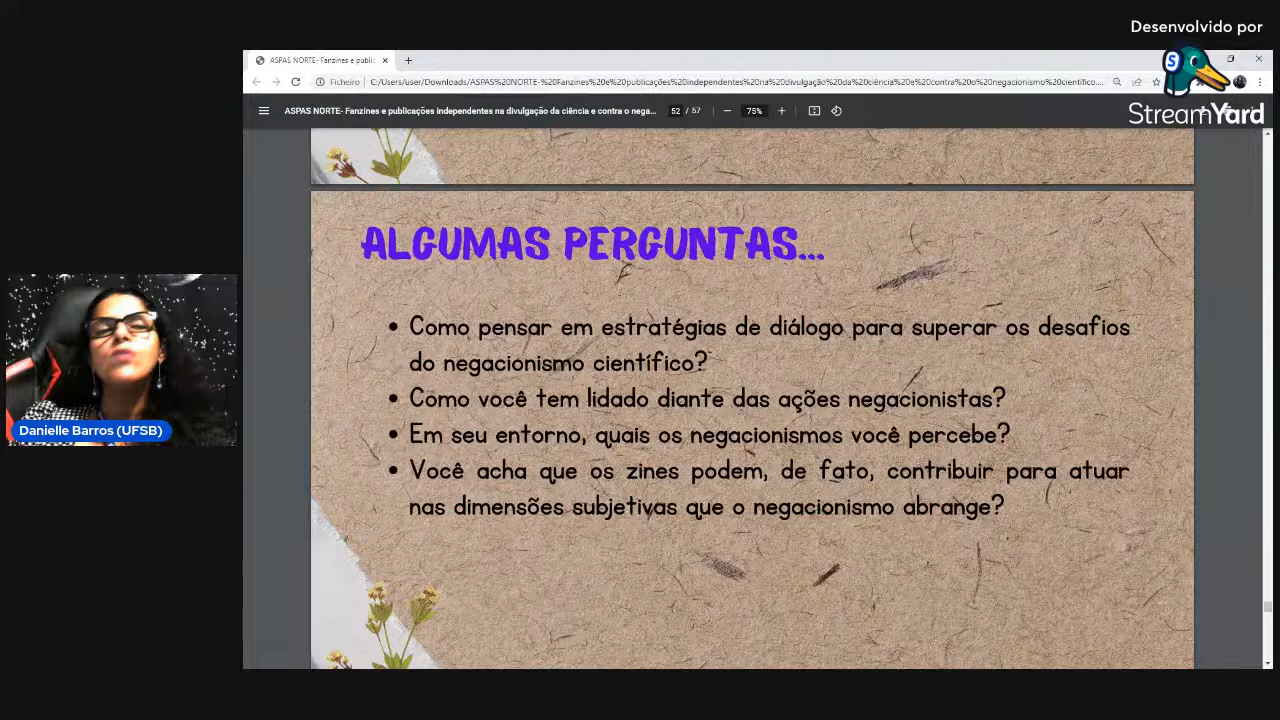 Desenvolvido por
StreamYard
ASPAS NORTE- Fanzines e public
Ficheiro
C:/Users/user/Downloads/ASPAS%20NORTE-%20Fanzines%20e%20publicações%20independentes%20na%20divulgação%20da%20ciência%20e%20contra%20o%20negacionismo%20científico....
ASPAS NORTE- Fanzines e publicações independentes na divulgação da ciência e contra o nega...
52 / 57
75%
ALGUMAS PERGUNTAS...
• Como pensar em estratégias de diálogo para superar os desafios
do negacionismo científico?
• Como você tem lidado diante das ações negacionistas?
• Em seu entorno, quais os negacionismos você percebe?
• Você acha que os zines podem, de fato, contribuir para atuar
nas dimensões subjetivas que o negacionismo abrange?
Danielle Barros (UFSB)